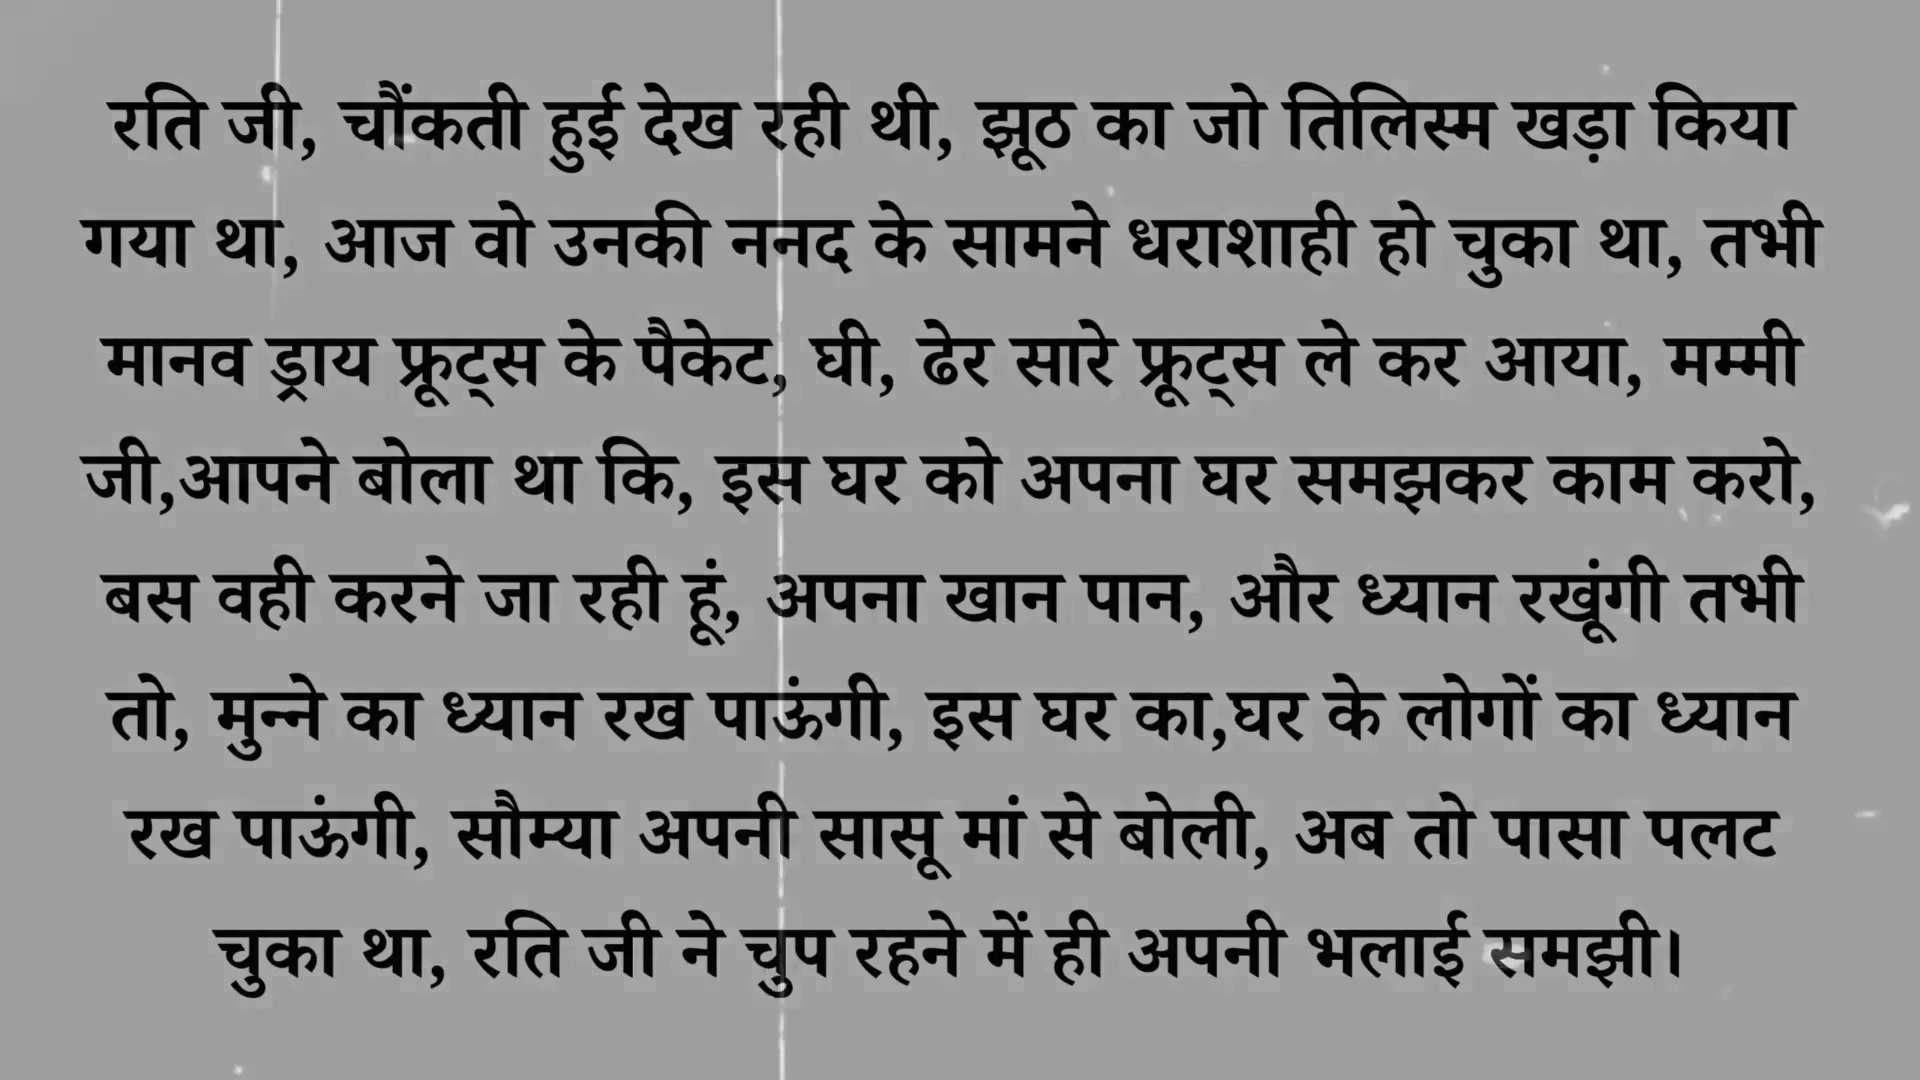 रति जी, चौंकती हुई देख रही थी, झूठ का जो तिलिस्म खड़ा किया
गया था, आज वो उनकी ननद के सामने धराशाही हो चुका था, तभी
मानव ड्राय फ्रूट्स के पैकेट, घी, ढेर सारे फ्रूट्स ले कर आया, मम्मी
जी,आपने बोला था कि, इस घर को अपना घर समझकर काम करो,
बस वही करने जा रही हूं, अपना खान पान, और ध्यान रखूंगी तभी
तो, मुन्ने का ध्यान रख पाऊंगी, इस घर का,घर के लोगों का ध्यान
रख पाऊंगी, सौम्या अपनी सासू मां से बोली, अब तो पासा पलट
चुका था, रति जी ने चुप रहने में ही अपनी भलाई समझी।